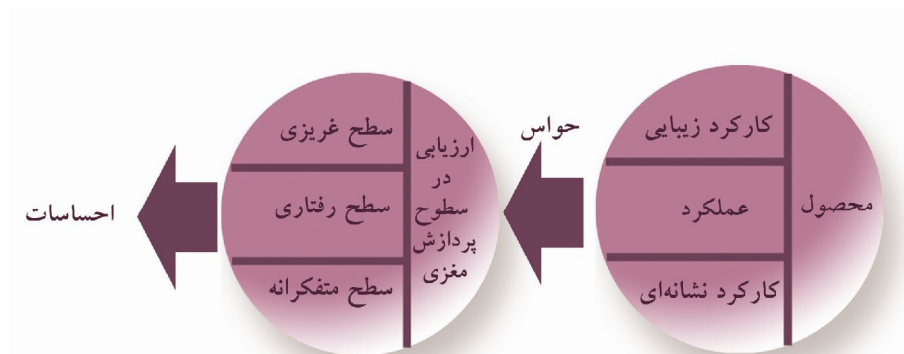 محصول
کارکرد زیبایی
عملکرد
کارکرد نشانه‌ای
حواس
ارزیابی
در
سطوح
پردازش
مغزی
سطح غریزی
سطح رفتاری
سطح متفکرانه
احساسات